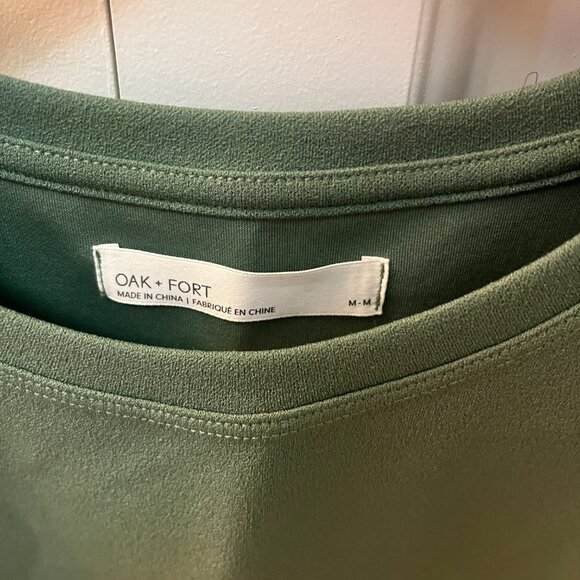 OAK + FORT
MADE IN CHINA | FABRIQUÉ EN CHINE
M - M